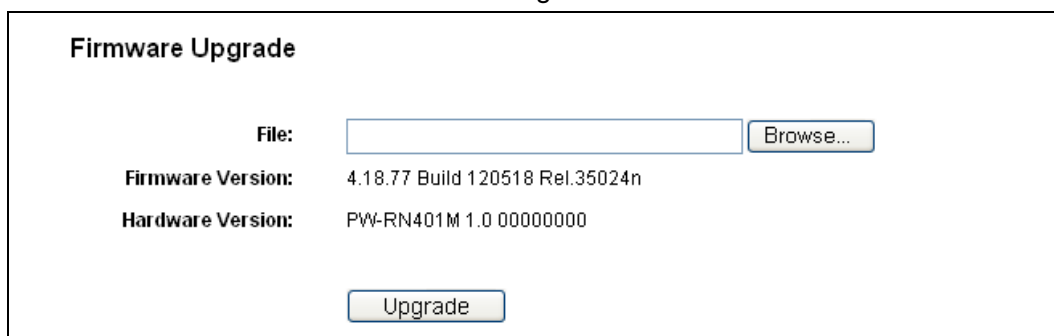 Firmware Upgrade
File:
Browse...
Firmware Version: 4.18.77 Build 120518 Rel.35024n
Hardware Version: PW-RN401M 1.0 00000000
Upgrade